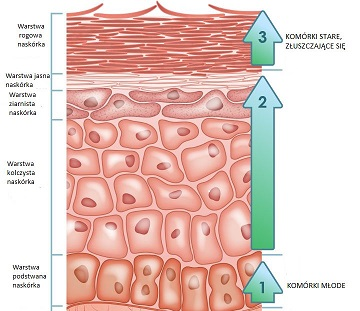 Warstwa
rogowa
naskórka
3
KOMÓRKI STARE,
ZŁUSZCZAJĄCE SIĘ
Warstwa jasna
naskórka
Warstwa
ziarnista
naskórka
2
Warstwa
kolczysta
naskórka
Warstwa
podstwana
naskórka
1
KOMÓRKI MŁODE